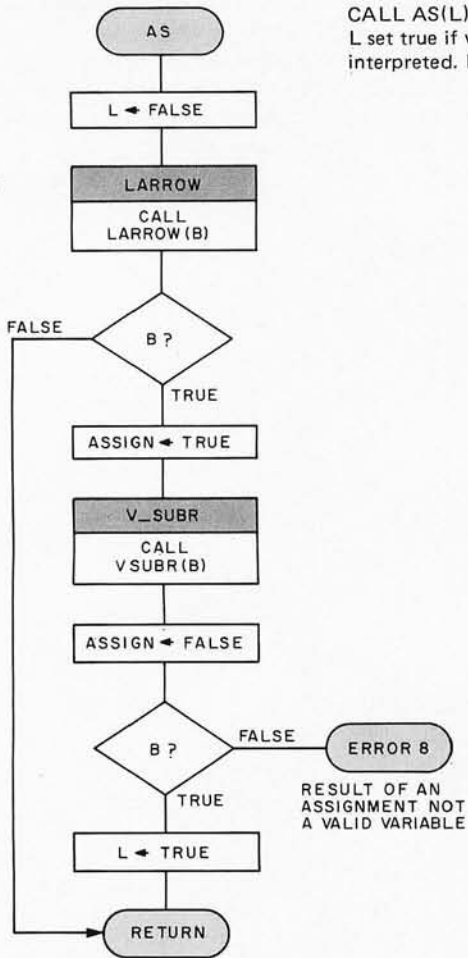 AS
CALL AS(L)
L set true if
interpreted.
L ← FALSE
LARROW
CALL
LARROW(B)
FALSE
B ?
TRUE
ASSIGN ← TRUE
V_SUBR
CALL
VSUBR(B)
ASSIGN ← FALSE
B ?
FALSE
ERROR 8
TRUE
RESULT OF AN
ASSIGNMENT NOT
A VALID VARIABLE
L ← TRUE
RETURN